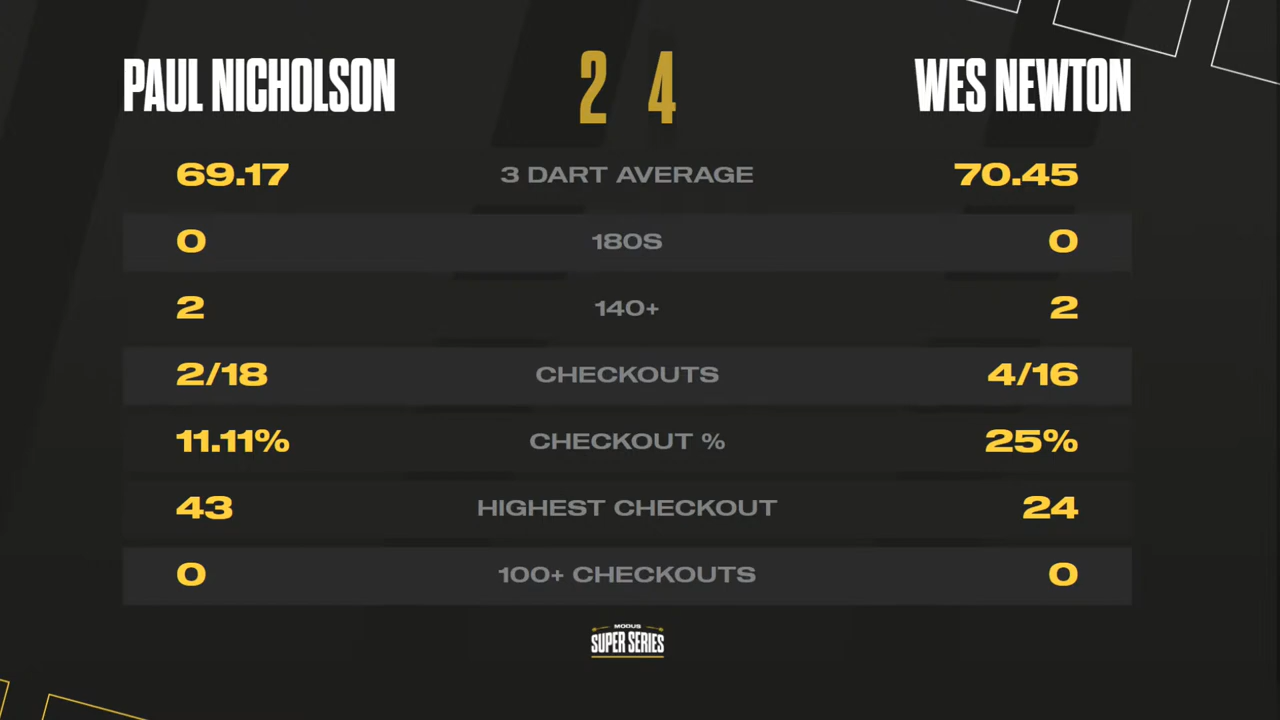 PAUL NICHOLSON 2 4 WES NEWTON
69.17 3 DART AVERAGE 70.45
0 180S 0
2 140+ 2
2/18 CHECKOUTS 4/16
11.11% CHECKOUT % 25%
43 HIGHEST CHECKOUT 24
0 100+ CHECKOUTS 0
MODUS
SUPER SERIES